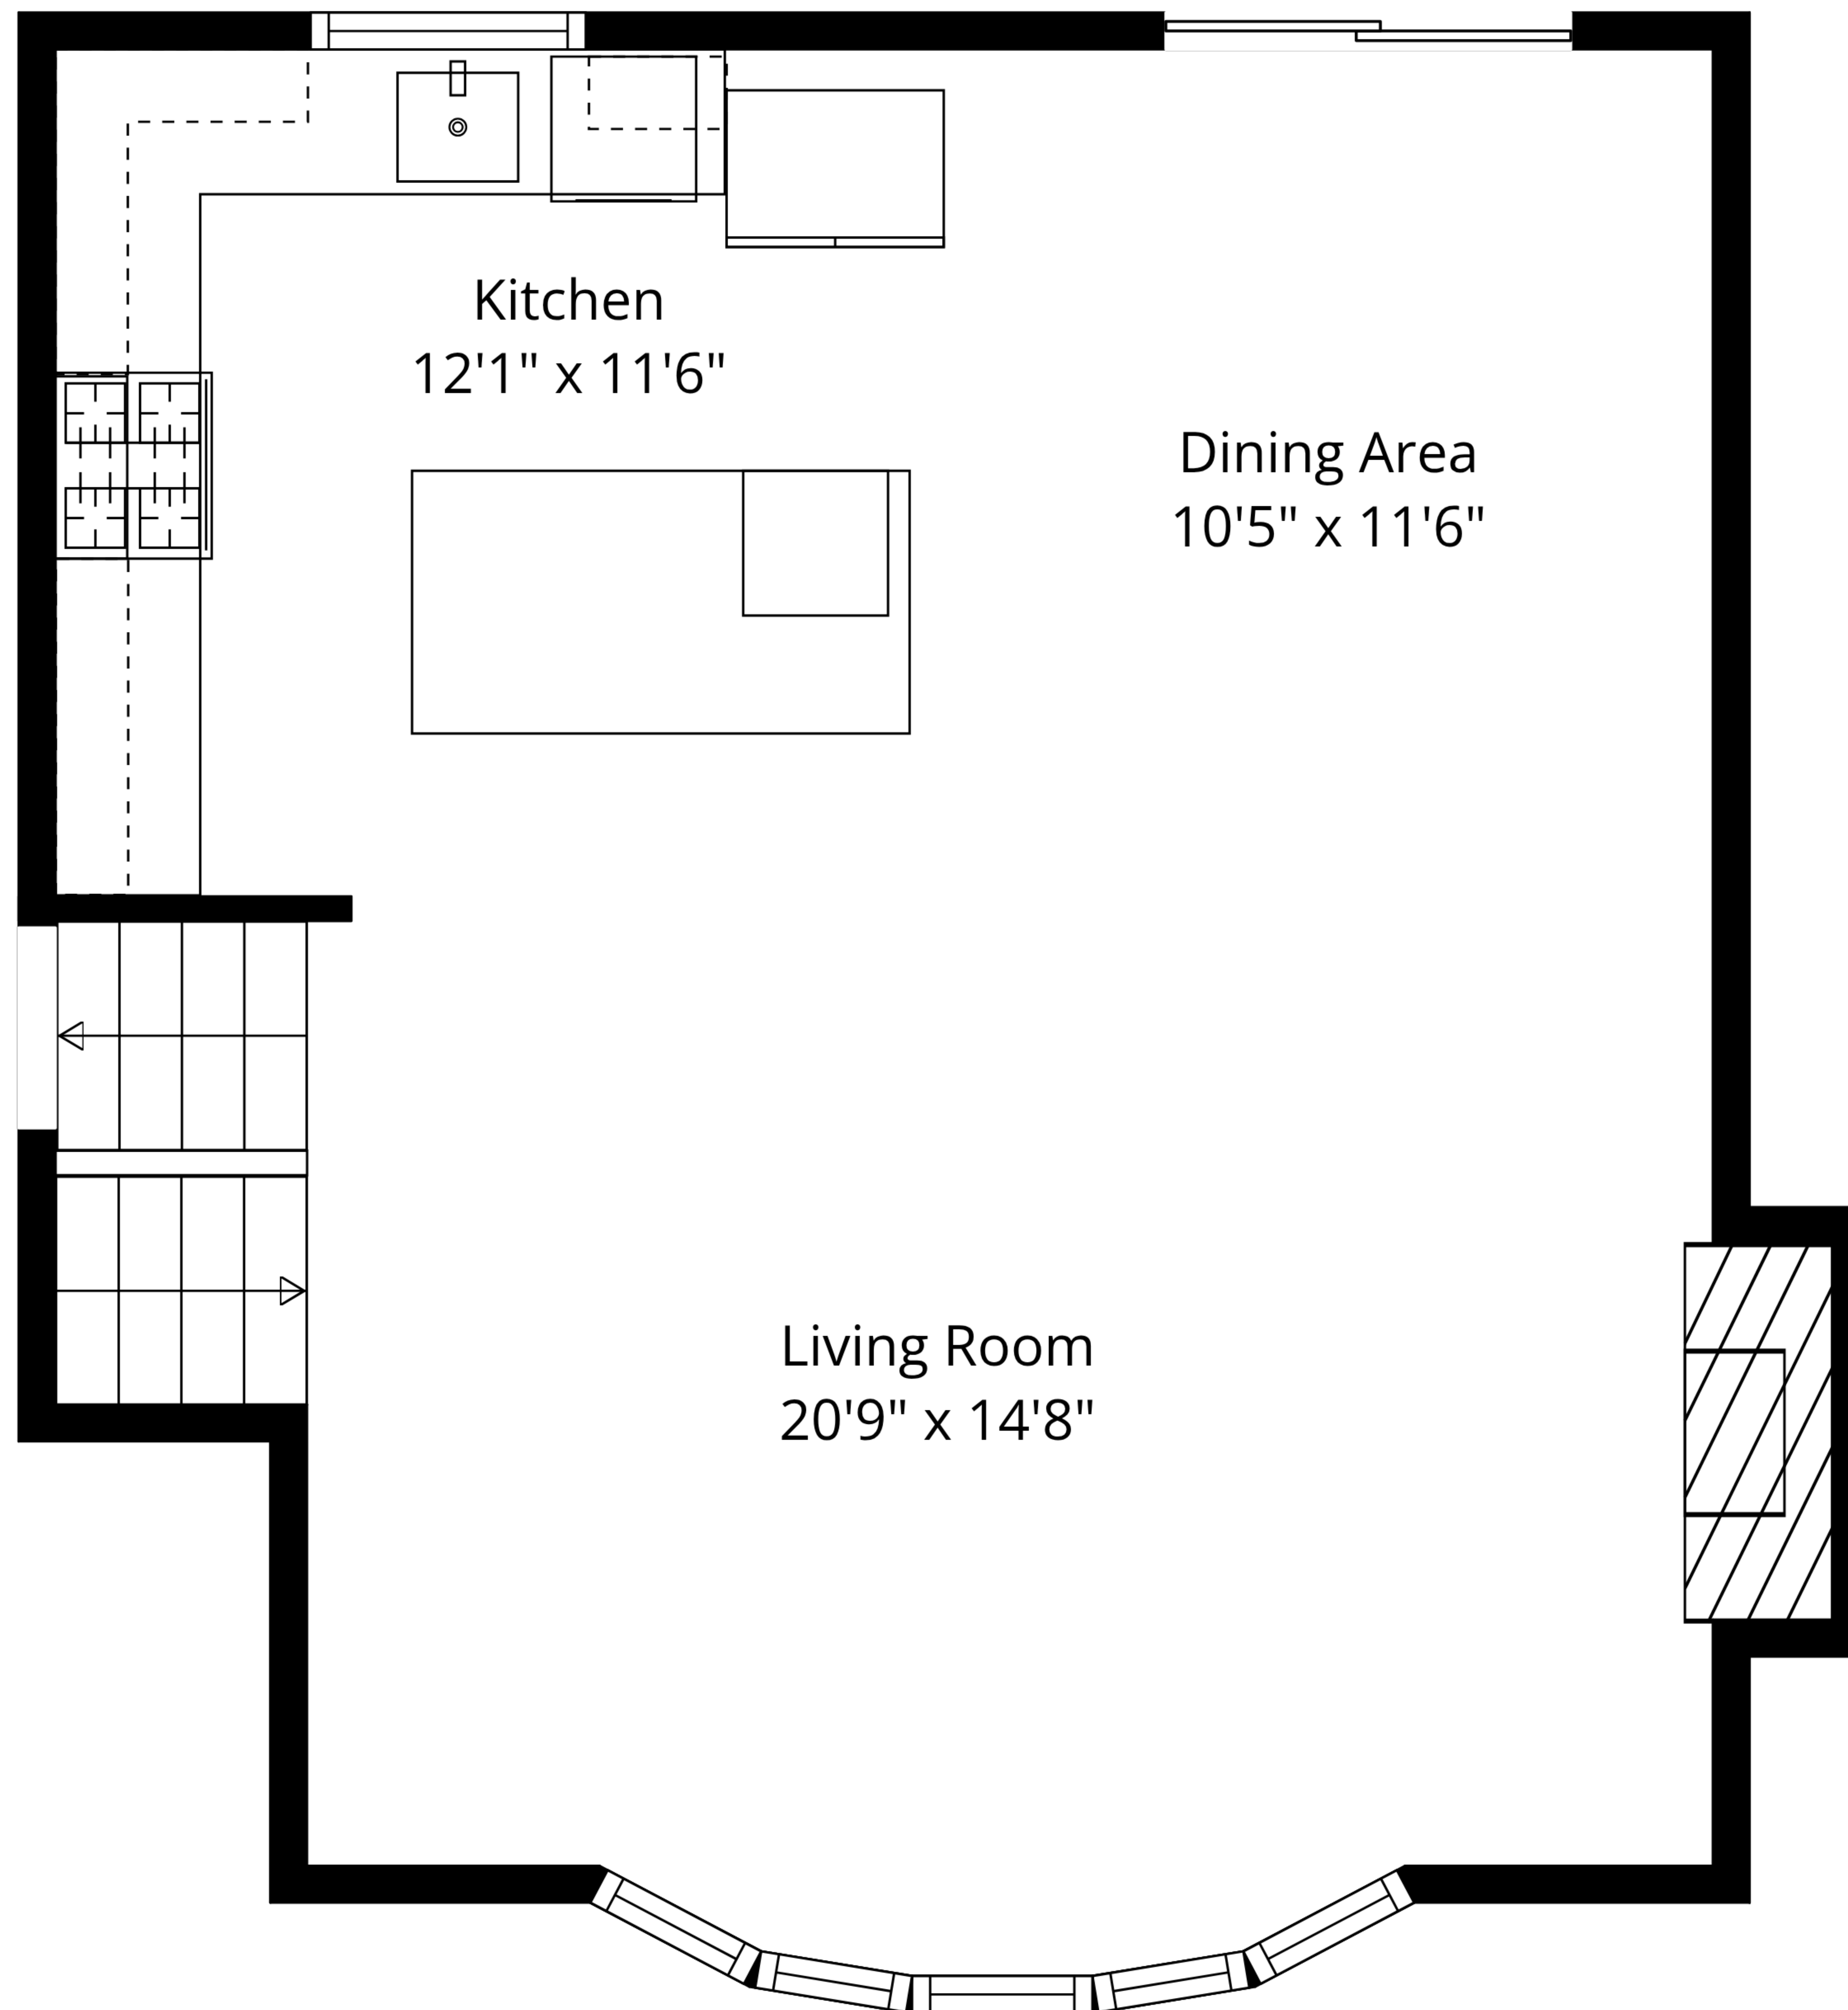 Kitchen
12'1" x 11'6"
Dining Area
10'5" x 11'6"
Living Room
20'9" x 14'8"